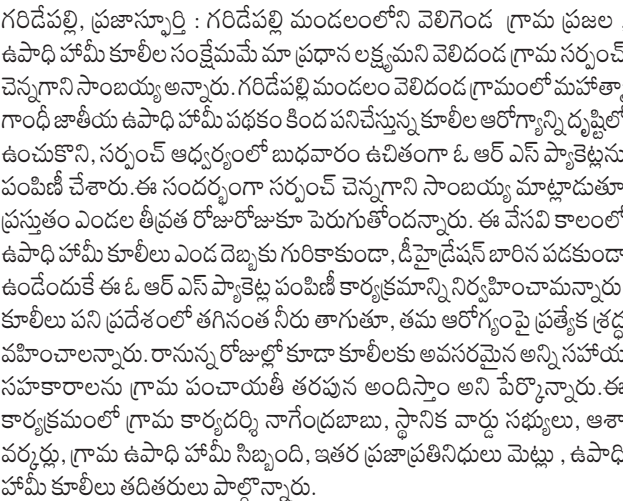 గరిడేపల్లి, ప్రజాస్ఫూర్తి : గరిడేపల్లి మండలంలోని వెలిగెండ గ్రామ ప్రజల ,
ఉపాధి హామీ కూలీల సంక్షేమమే మా ప్రధాన లక్ష్యమని వెలిదండ గ్రామ సర్పంచ్
చెన్నగాని సాంబయ్య అన్నారు. గరిడేపల్లి మండలం వెలిదండ గ్రామంలో మహాత్మా
గాంధీ జాతీయ ఉపాధి హామీ పథకం కింద పనిచేస్తున్న కూలీల ఆరోగ్యాన్ని దృష్టిలో
ఉంచుకొని, సర్పంచ్ ఆధ్వర్యంలో బుధవారం ఉచితంగా ఓ ఆర్ ఎస్ ప్యాకెట్లను
పంపిణీ చేశారు.ఈ సందర్భంగా సర్పంచ్ చెన్నగాని సాంబయ్య మాట్లాడుతూ
ప్రస్తుతం ఎండల తీవ్రత రోజురోజుకూ పెరుగుతోందన్నారు. ఈ వేసవి కాలంలో
ఉపాధి హామీ కూలీలు ఎండ దెబ్బకు గురికాకుండా, డీహైడ్రేషన్ బారిన పడకుండా
ఉండేందుకే ఈ ఓ ఆర్ ఎస్ ప్యాకెట్ల పంపిణీ కార్యక్రమాన్ని నిర్వహించామన్నారు
కూలీలు పని ప్రదేశంలో తగినంత నీరు తాగుతూ, తమ ఆరోగ్యంపై ప్రత్యేక శ్రద్ధ
వహించాలన్నారు. రానున్న రోజుల్లో కూడా కూలీలకు అవసరమైన అన్ని సహాయ
సహకారాలను గ్రామ పంచాయతీ తరపున అందిస్తాం అని పేర్కొన్నారు.ఈ
కార్యక్రమంలో గ్రామ కార్యదర్శి నాగేంద్రబాబు, స్థానిక వార్డు సభ్యులు, ఆశా
వర్కర్లు, గ్రామ ఉపాధి హామీ సిబ్బంది, ఇతర ప్రజాప్రతినిధులు మెట్లు , ఉపాధి
హామీ కూలీలు తదితరులు పాల్గొన్నారు.